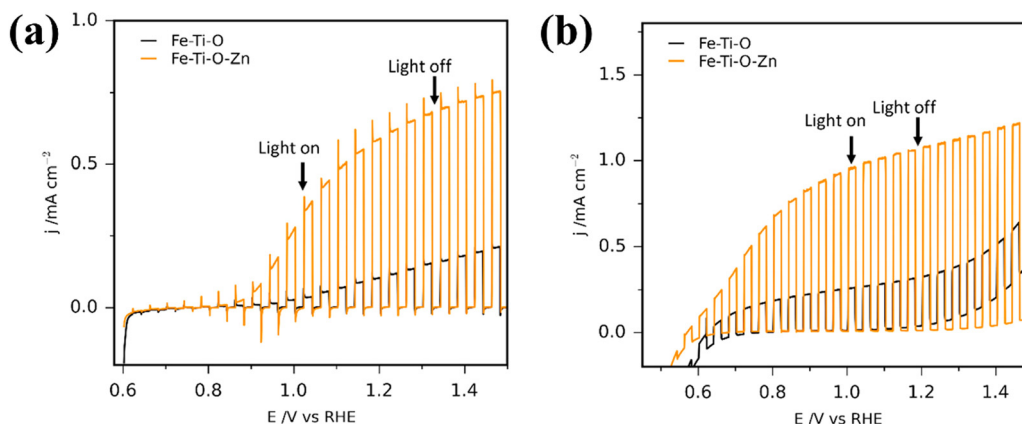 (a)
1.0
0.5
0.0
j /mA cm⁻²
Fe-Ti-O
Fe-Ti-O-Zn
Light on
Light off
0.6 0.8 1.0 1.2 1.4
E /V vs RHE
(b)
1.5
1.0
0.5
0.0
j /mA cm⁻²
Fe-Ti-O
Fe-Ti-O-Zn
Light on
Light off
0.6 0.8 1.0 1.2 1.4
E /V vs RHE